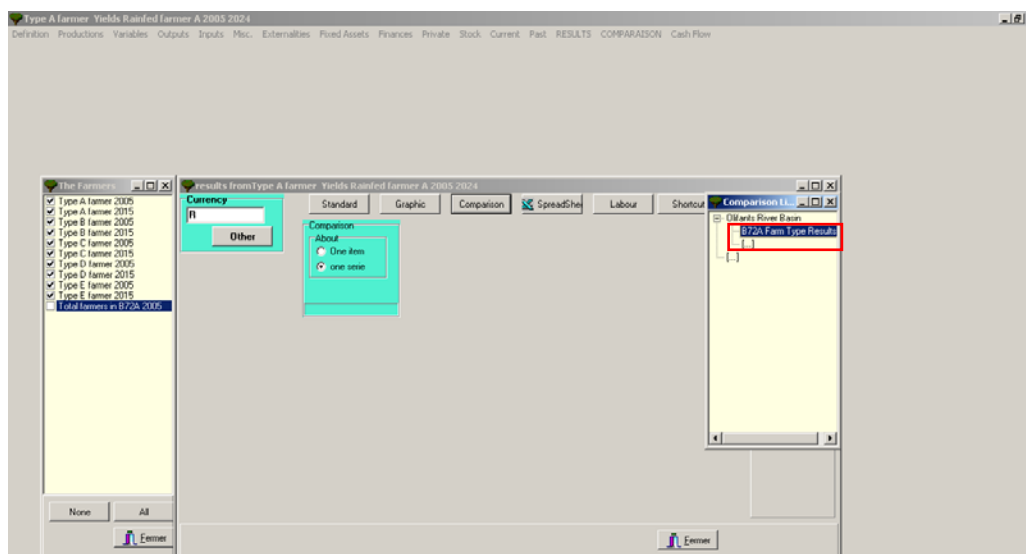 Type A farmer Yields Rainfed farmer A 2005 2024
Definition Productions Variables Outputs Inputs Misc. Externalities Fixed Assets Finances Private Stock Current Past RESULTS COMPARAISON Cash Flow
The Farmers
Type A farmer 2005
Type A farmer 2015
Type B farmer 2005
Type B farmer 2015
Type C farmer 2005
Type C farmer 2015
Type D farmer 2005
Type D farmer 2015
Type E farmer 2005
Type E farmer 2015
Total farmers in B72A 2005
None All
Fermer
results fromType A farmer Yields Rainfed farmer A 2005 2024
Currency
R
Other
Standard Graphic Comparison SpreadShe Labour Shortcut
Comparison
About
One item
one serie
Fermer
Comparison Li...
Olifants River Basin
B72A Farm Type Results
[...]
[...]